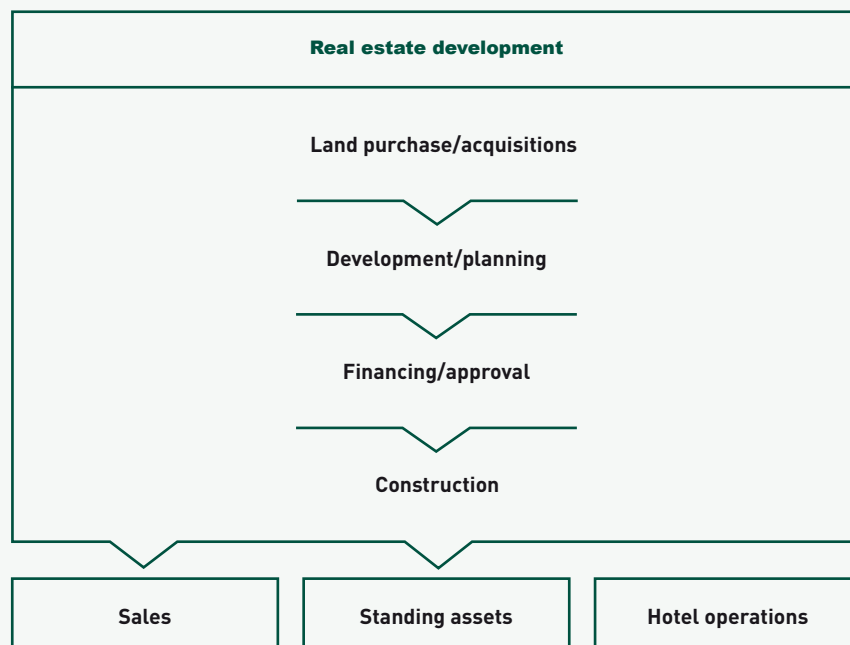 Real estate development
Land purchase/acquisitions
Development/planning
Financing/approval
Construction
Sales
Standing assets
Hotel operations